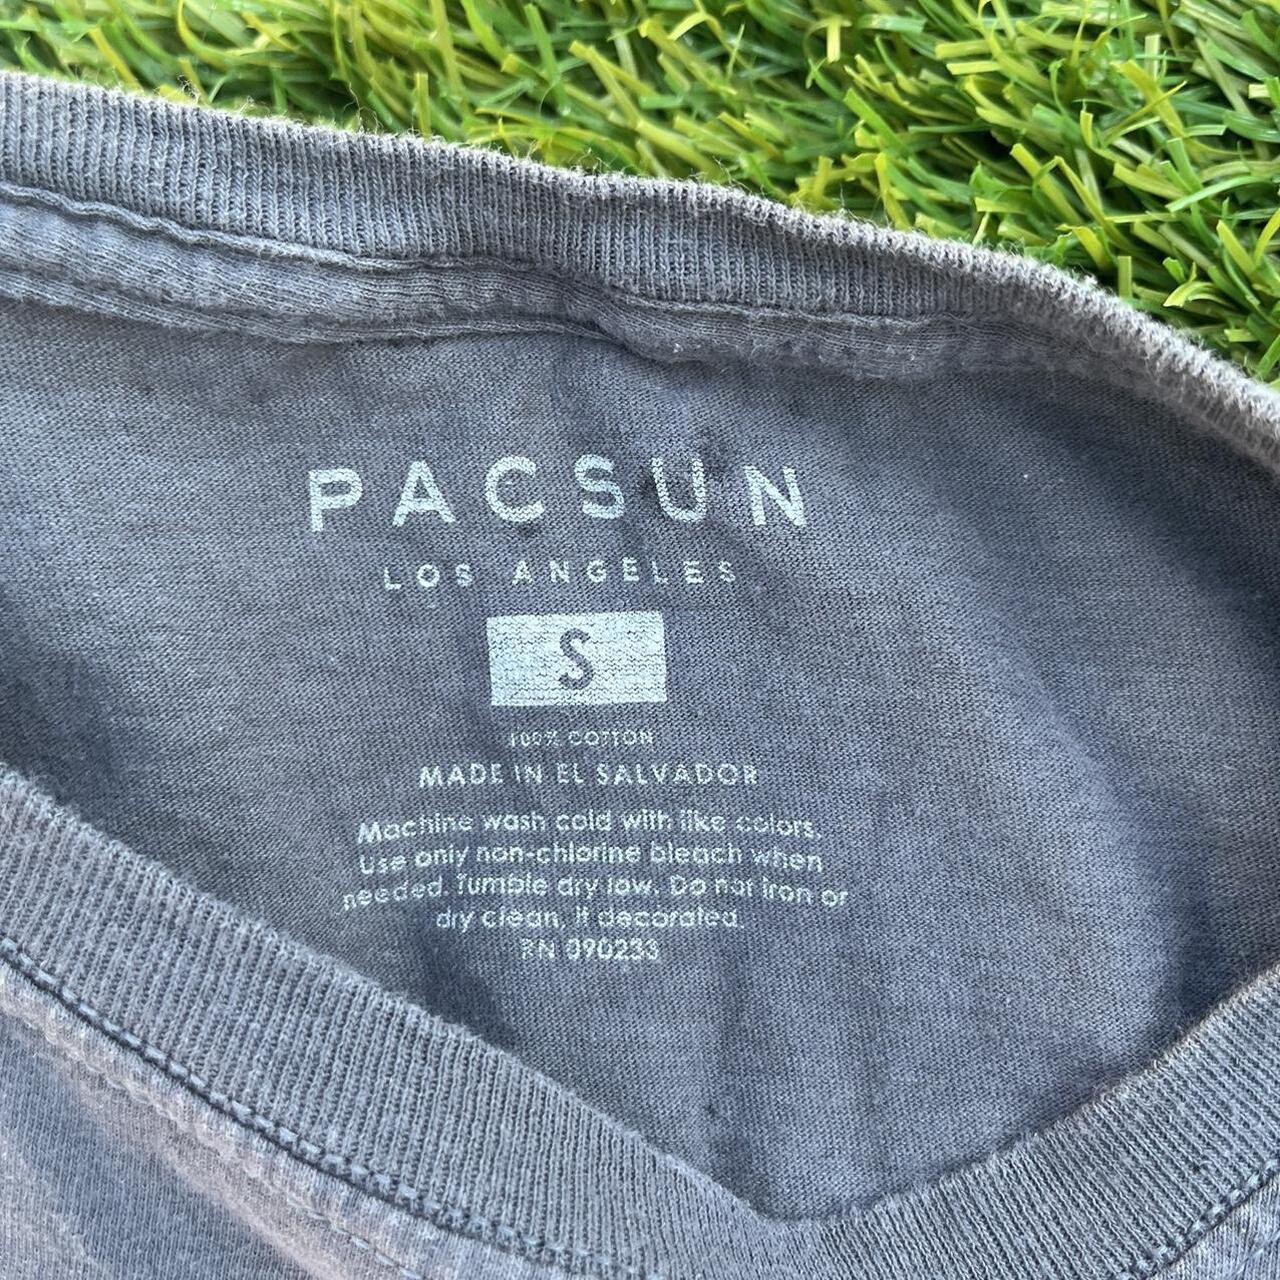 PACSUN
LOS ANGELES
S
100% COTTON
MADE IN EL SALVADOR
Machine wash cold with like colors.
Use only non-chlorine bleach when
needed. Tumble dry low. Do not iron or
dry clean, if decorated.
RN 090233